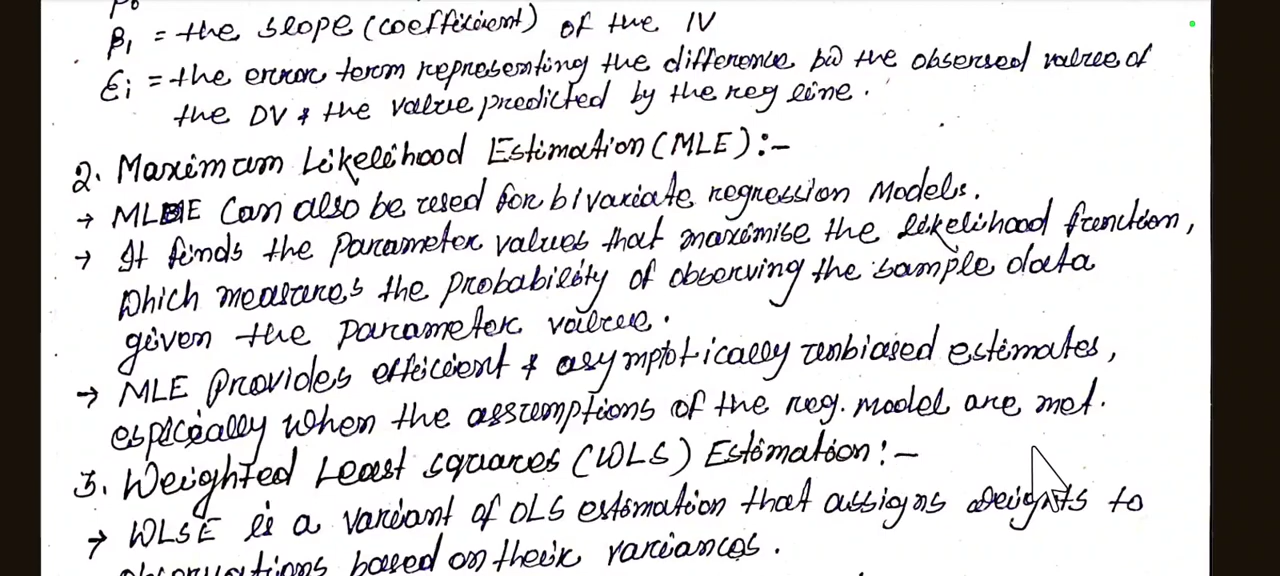 β₁ = the slope (coefficient) of the IV
εᵢ = the error term representing the difference b/w the observed value of
the DV & the value predicted by the reg line.
2. Maximum Likelihood Estimation (MLE) :-
→ MLE can also be used for bivariate regression Models.
→ It finds the parameter values that maximise the likelihood function,
which measures the probability of observing the sample data
given the parameter value.
→ MLE provides efficient & asymptotically unbiased estimates,
espicially when the assumptions of the reg. model are met.
3. Weighted Least squares (WLS) Estimation :-
→ WLSE is a variant of OLS estimation that assigns weights to
observations based on their variances.